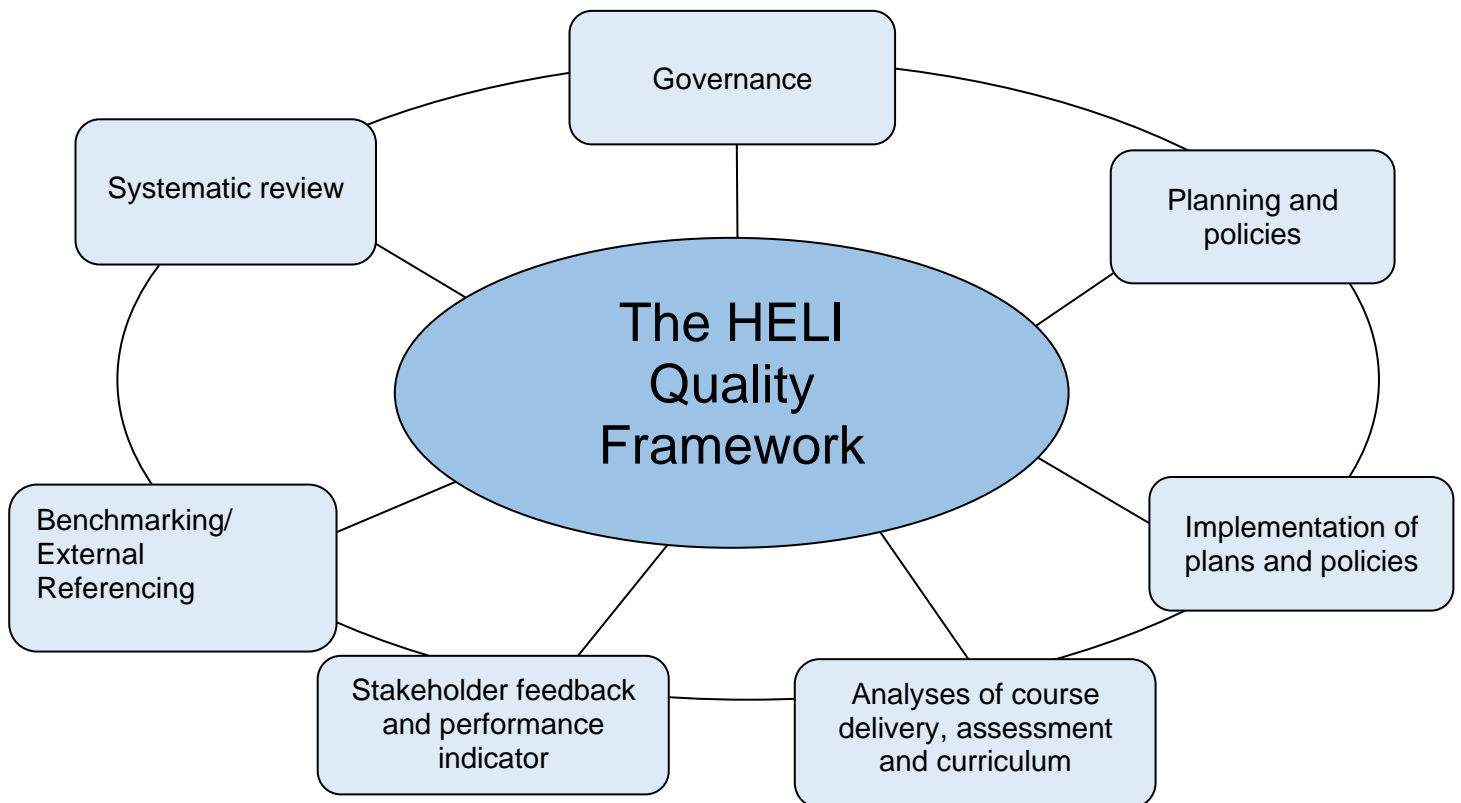 Governance
Systematic review
Planning and
policies
The HELI
Quality
Framework
Benchmarking/
External
Referencing
Implementation of
plans and policies
Stakeholder feedback
and performance
indicator
Analyses of course
delivery, assessment
and curriculum